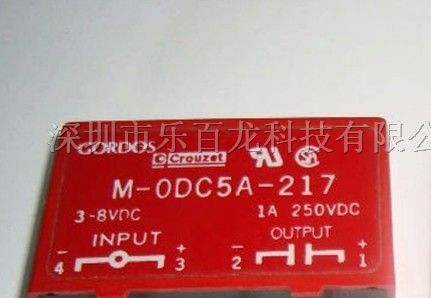 GORDOS
Crouzet
深圳市乐百龙科技有限公
M-ODC5A-217
3-8VDC 1A 250VDC
INPUT OUTPUT
- + - +
4 3 2 1